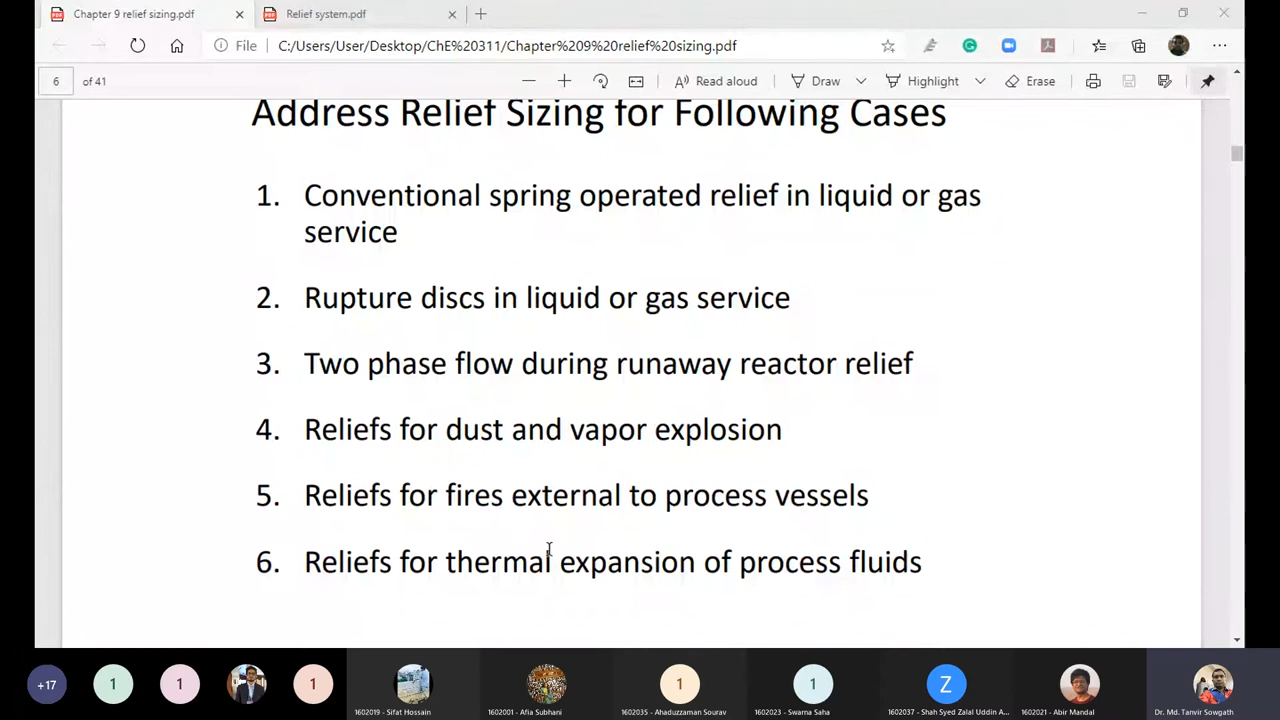 Chapter 9 relief sizing.pdf
Relief system.pdf
File
C:/Users/User/Desktop/ChE%20311/Chapter%209%20relief%20sizing.pdf
6 of 41
Read aloud
Draw
Highlight
Erase
Address Relief Sizing for Following Cases
1. Conventional spring operated relief in liquid or gas
service
2. Rupture discs in liquid or gas service
3. Two phase flow during runaway reactor relief
4. Reliefs for dust and vapor explosion
5. Reliefs for fires external to process vessels
6. Reliefs for thermal expansion of process fluids
+17
1
1
1
1
1
Z
1602019 - Sifat Hossain
1602001 - Afia Subhani
1602035 - Ahaduzzaman Sourav
1602023 - Swarna Saha
1602037 - Shah Syed Zalal Uddin A...
1602021 - Abir Mandal
Dr. Md. Tanvir Sowgath